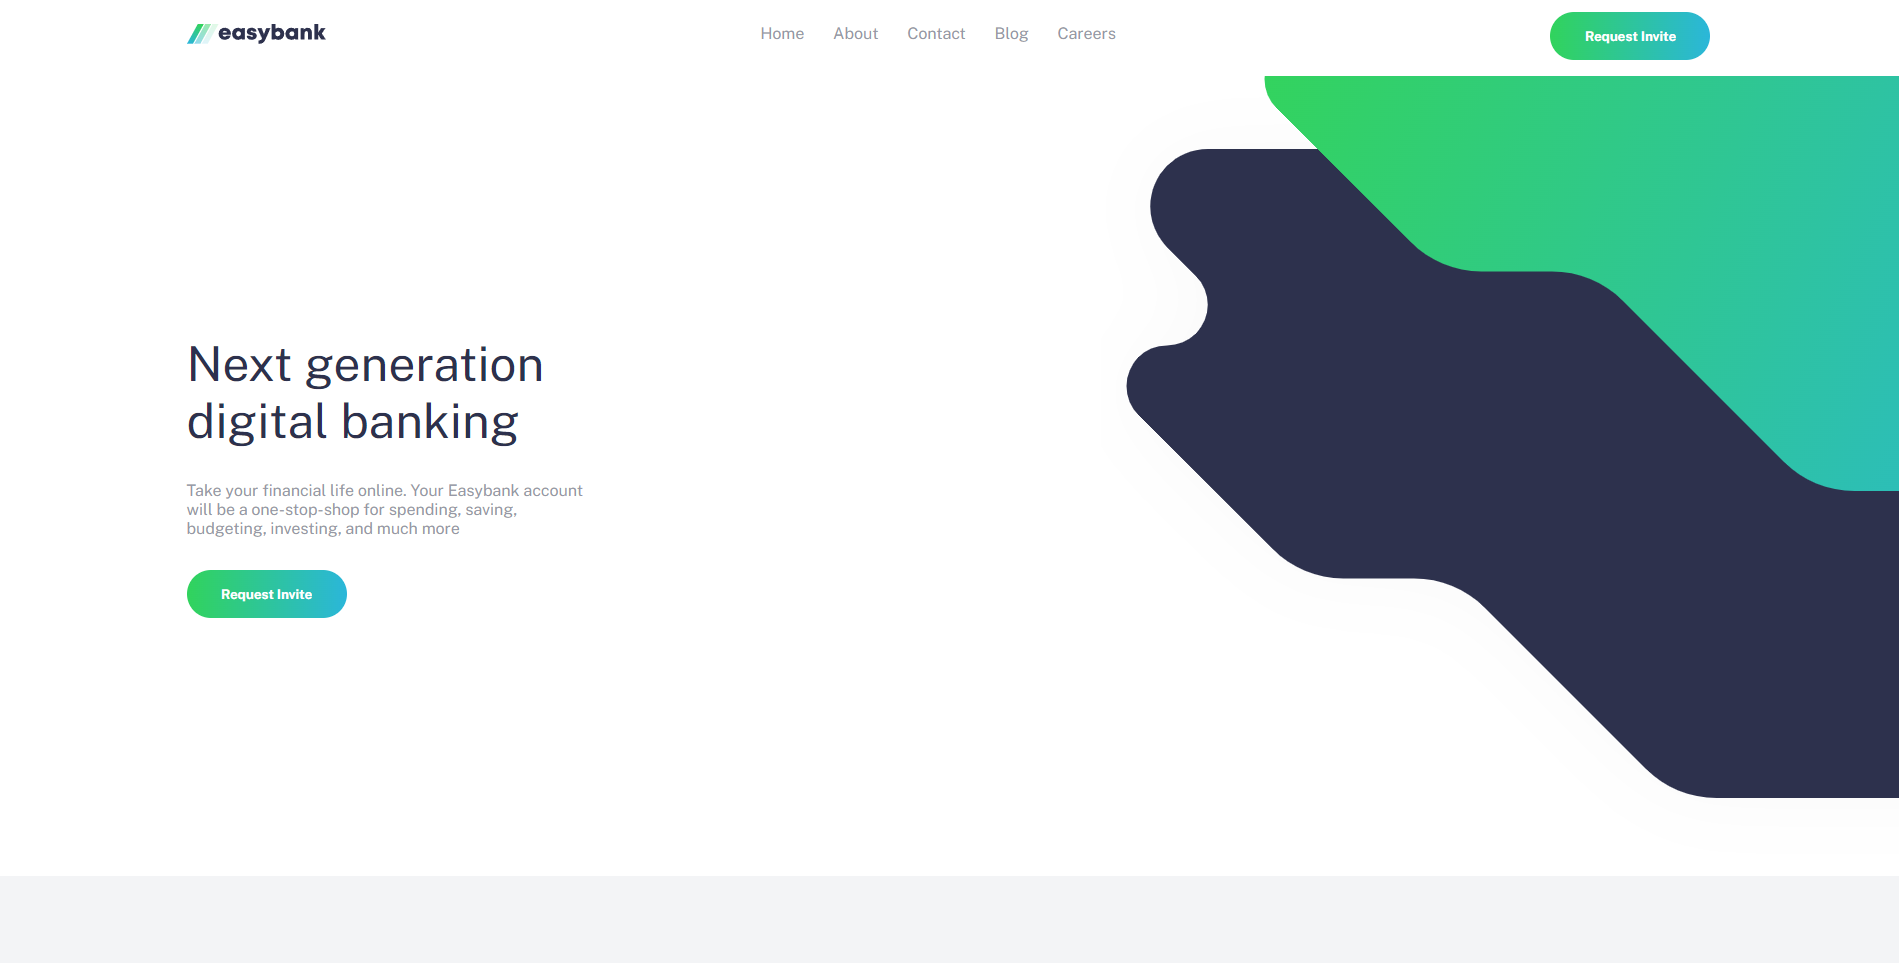 easybank
Home About Contact Blog Careers
Request Invite
Next generation
digital banking
Take your financial life online. Your Easybank account
will be a one-stop-shop for spending, saving,
budgeting, investing, and much more
Request Invite